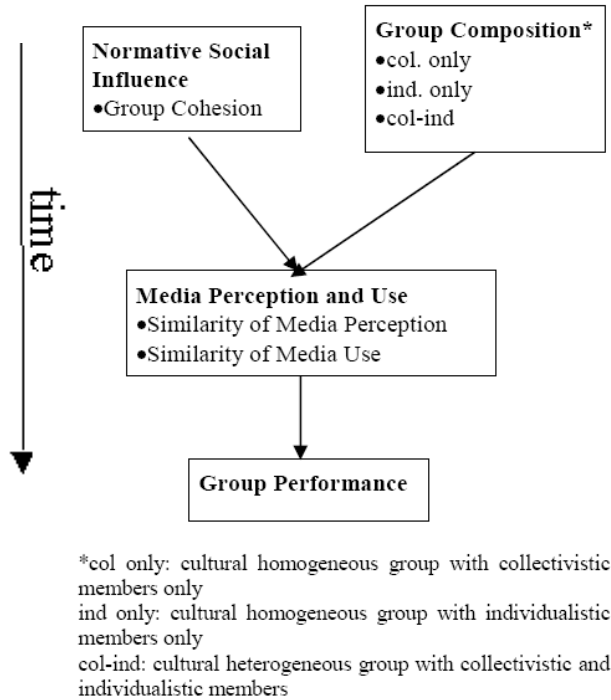 Normative Social
Influence
•Group Cohesion
Group Composition*
•col. only
•ind. only
•col-ind
time
Media Perception and Use
•Similarity of Media Perception
•Similarity of Media Use
Group Performance
*col only: cultural homogeneous group with collectivistic
members only
ind only: cultural homogeneous group with individualistic
members only
col-ind: cultural heterogeneous group with collectivistic and
individualistic members